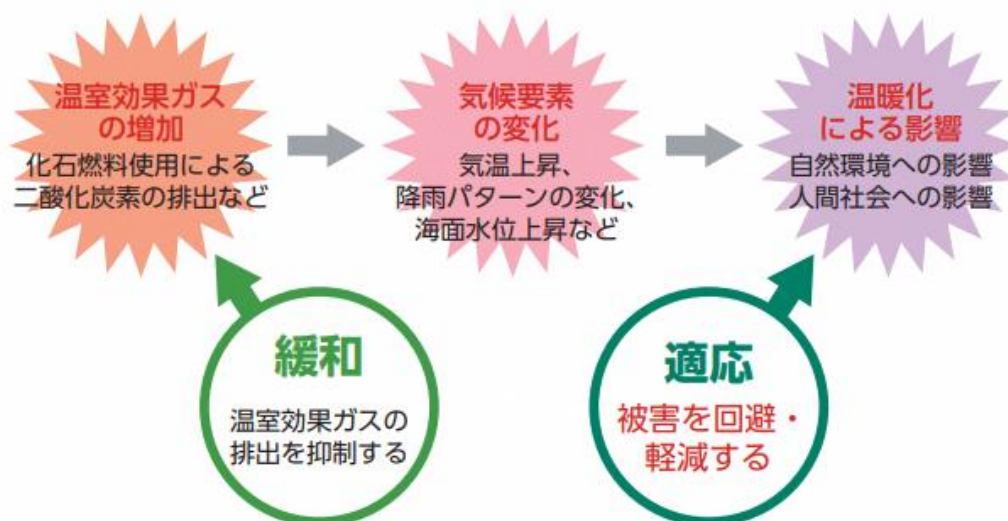 温室効果ガス
の増加
化石燃料使用による
二酸化炭素の排出など
気候要素
の変化
気温上昇、
降雨パターンの変化、
海面水位上昇など
温暖化
による影響
自然環境への影響
人間社会への影響
緩和
温室効果ガスの
排出を抑制する
適応
被害を回避・
軽減する